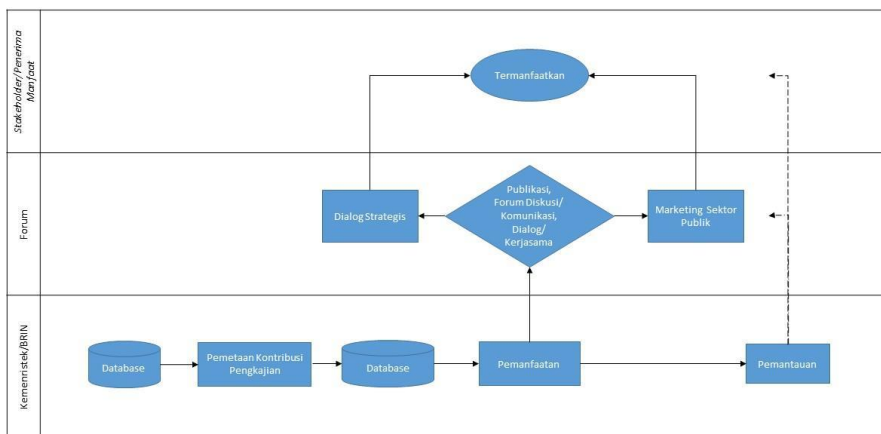 Stakeholder/Penerima
Manfaat
Termanfaatkan
Forum
Dialog Strategis
Publikasi,
Forum Diskusi/
Komunikasi,
Dialog/
Kerjasama
Marketing Sektor
Publik
Kemenristek/BRIN
Database
Pemetaan Kontribusi
Pengkajian
Database
Pemanfaatan
Pemantauan